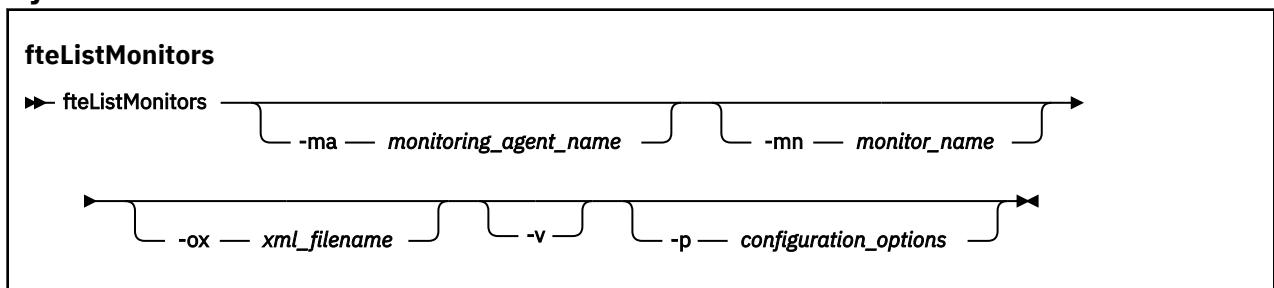 fteListMonitors
fteListMonitors
-ma monitoring_agent_name -mn monitor_name
-ox xml_filename -v -p configuration_options